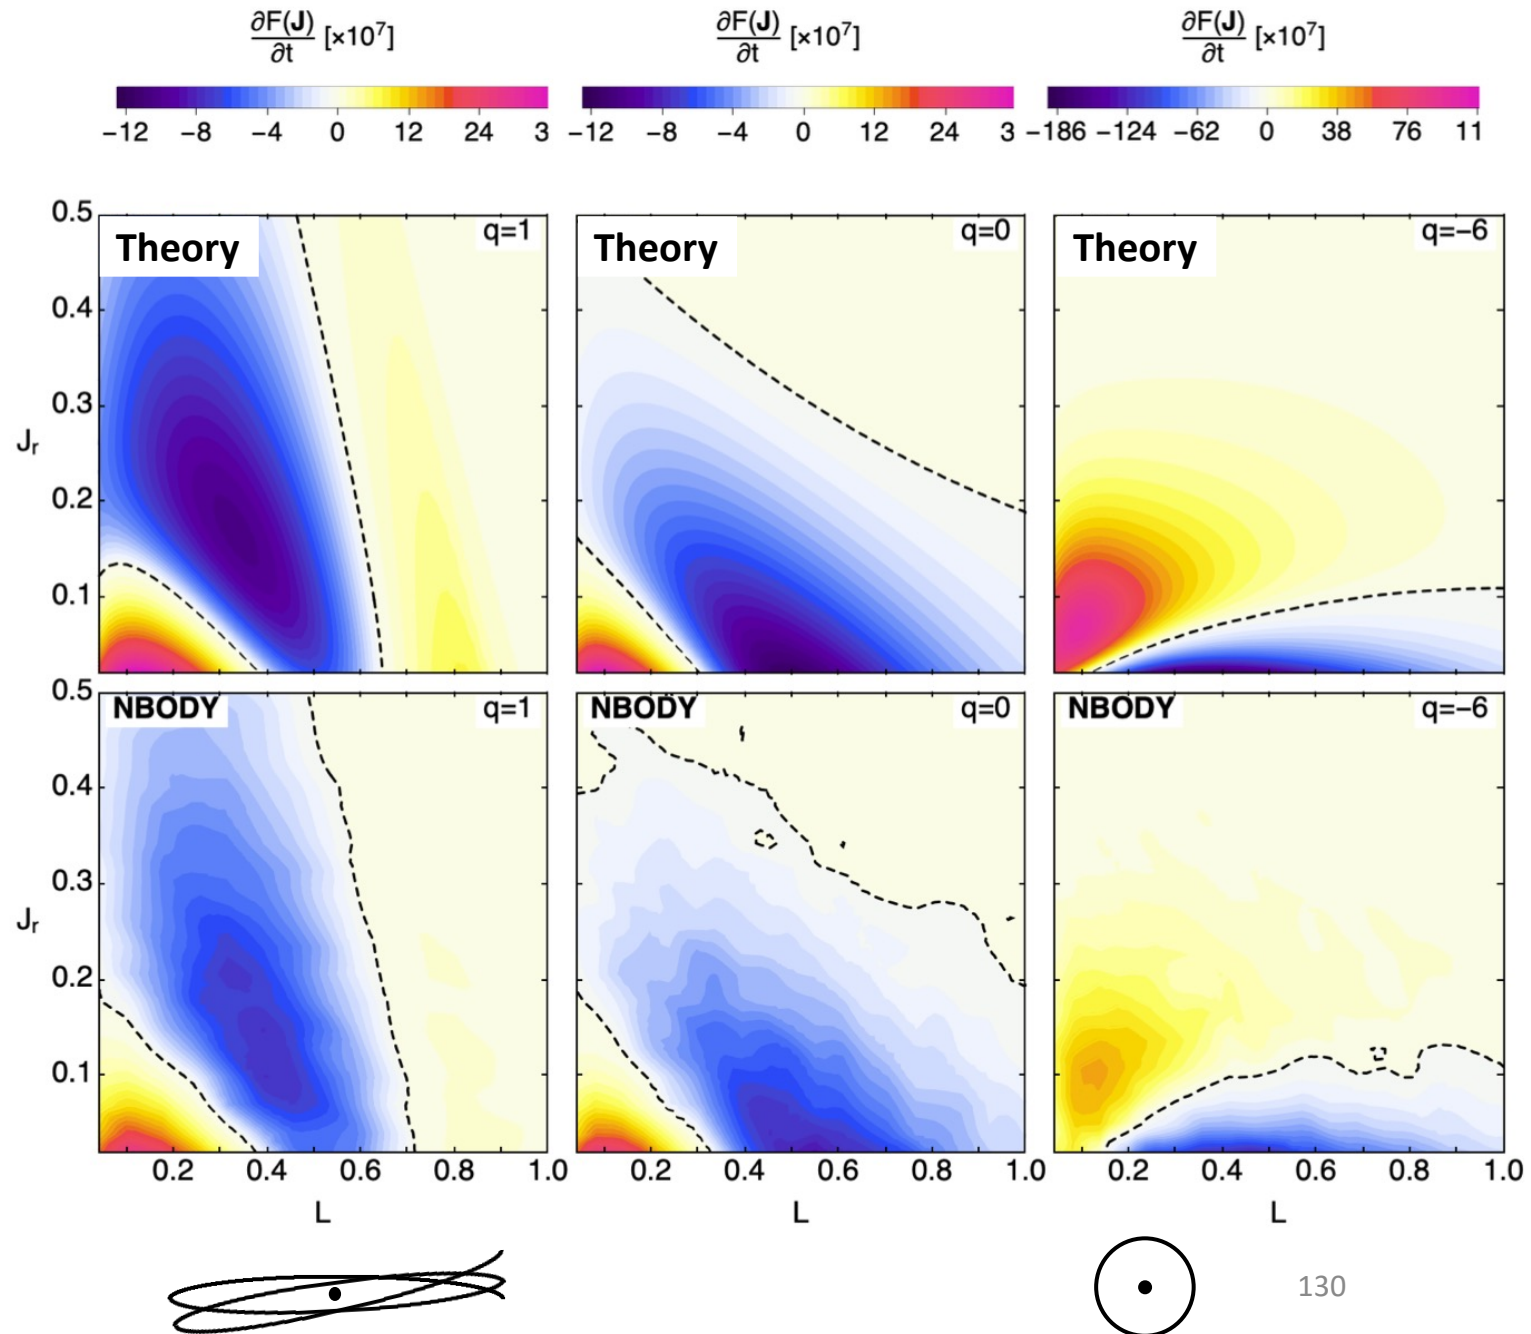 ∂F(J)/∂t [×10⁷] ∂F(J)/∂t [×10⁷] ∂F(J)/∂t [×10⁷]
−12 −8 −4 0 12 24 3 −12 −8 −4 0 12 24 3 −186 −124 −62 0 38 76 11
Theory q=1 Theory q=0 Theory q=−6
0.5
0.4
0.3
Jr
0.2
0.1
NBODY q=1 NBODY q=0 NBODY q=−6
0.5
0.4
0.3
Jr
0.2
0.1
0.2 0.4 0.6 0.8 1.0 0.2 0.4 0.6 0.8 1.0 0.2 0.4 0.6 0.8 1.0
L L L
130